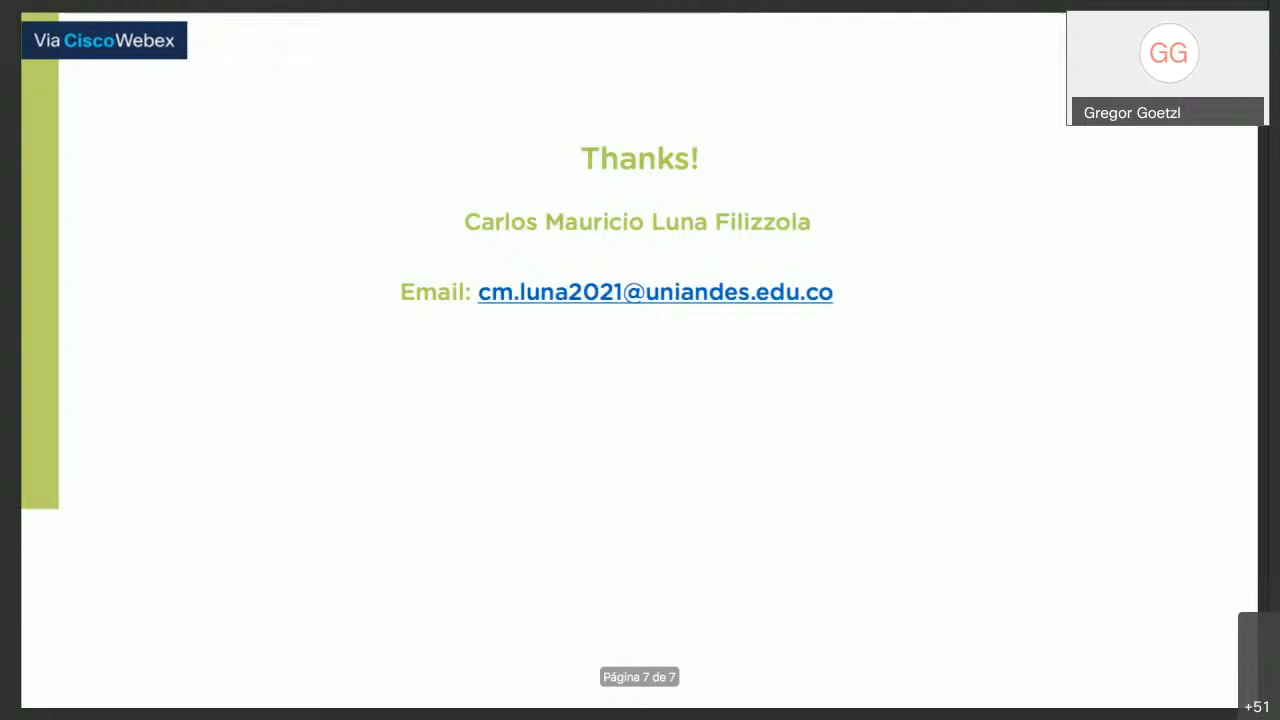 Via CiscoWebex
GG
Gregor Goetzl
Thanks!
Carlos Mauricio Luna Filizzola
Email: cm.luna2021@uniandes.edu.co
Página 7 de 7
+51